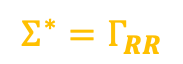 Σ* = Γ_RR